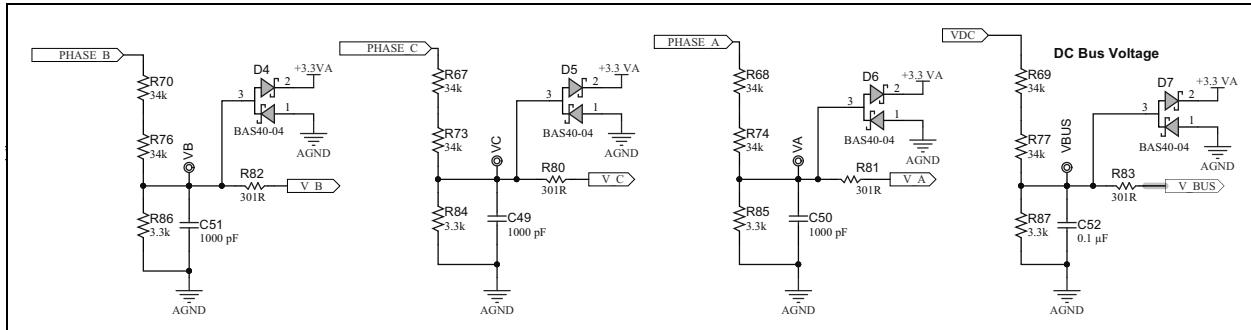 PHASE B
R70
34k
R76
34k
VB
D4
+3.3 VA
2
3
1
BAS40-04
AGND
R82
301R
V B
R86
3.3k
C51
1000 pF
AGND
PHASE C
R67
34k
R73
34k
VC
D5
+3.3VA
2
3
1
BAS40-04
AGND
R80
301R
V C
R84
3.3k
C49
1000 pF
AGND
PHASE A
R68
34k
R74
34k
VA
D6
+3.3 VA
2
3
1
BAS40-04
AGND
R81
301R
V A
R85
3.3k
C50
1000 pF
AGND
VDC
DC Bus Voltage
R69
34k
R77
34k
VBUS
D7
+3.3 VA
2
3
1
BAS40-04
AGND
R83
301R
V BUS
R87
3.3k
C52
0.1 µF
AGND